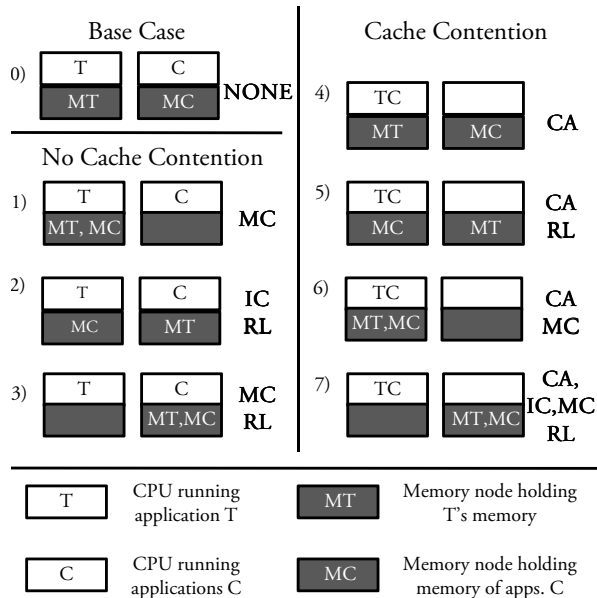 Base Case
0)
T
C
MT
MC
NONE
No Cache Contention
1)
T
C
MT, MC
MC
2)
T
C
IC
MC
MT
RL
3)
T
C
MC
MT,MC
RL
Cache Contention
4)
TC
MT
MC
CA
5)
TC
CA
MC
MT
RL
6)
TC
CA
MT,MC
MC
7)
TC
CA,
IC,MC
MT,MC
RL
T
CPU running
application T
MT
Memory node holding
T's memory
C
CPU running
applications C
MC
Memory node holding
memory of apps. C